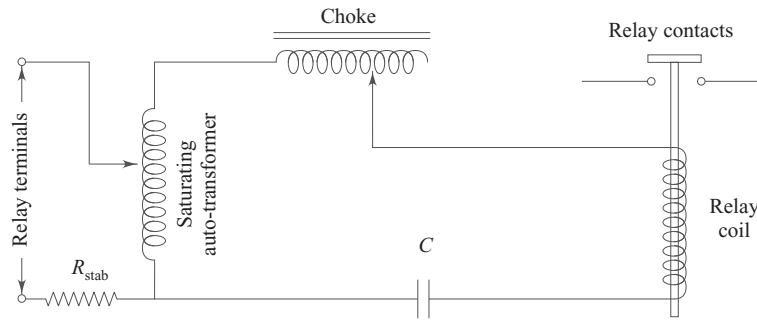 Choke
Relay contacts
Relay terminals
Saturating
auto-transformer
Relay
coil
C
R_stab